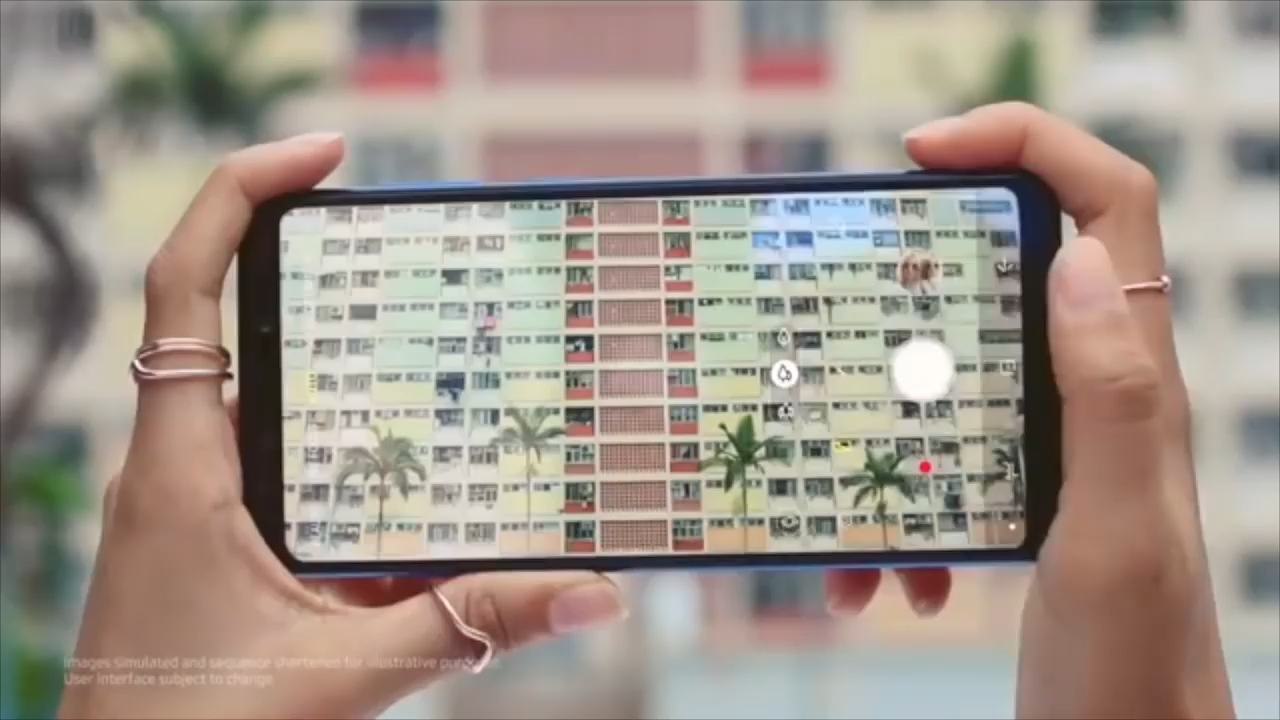 Images simulated and sequence shortened for illustrative purposes.
User interface subject to change